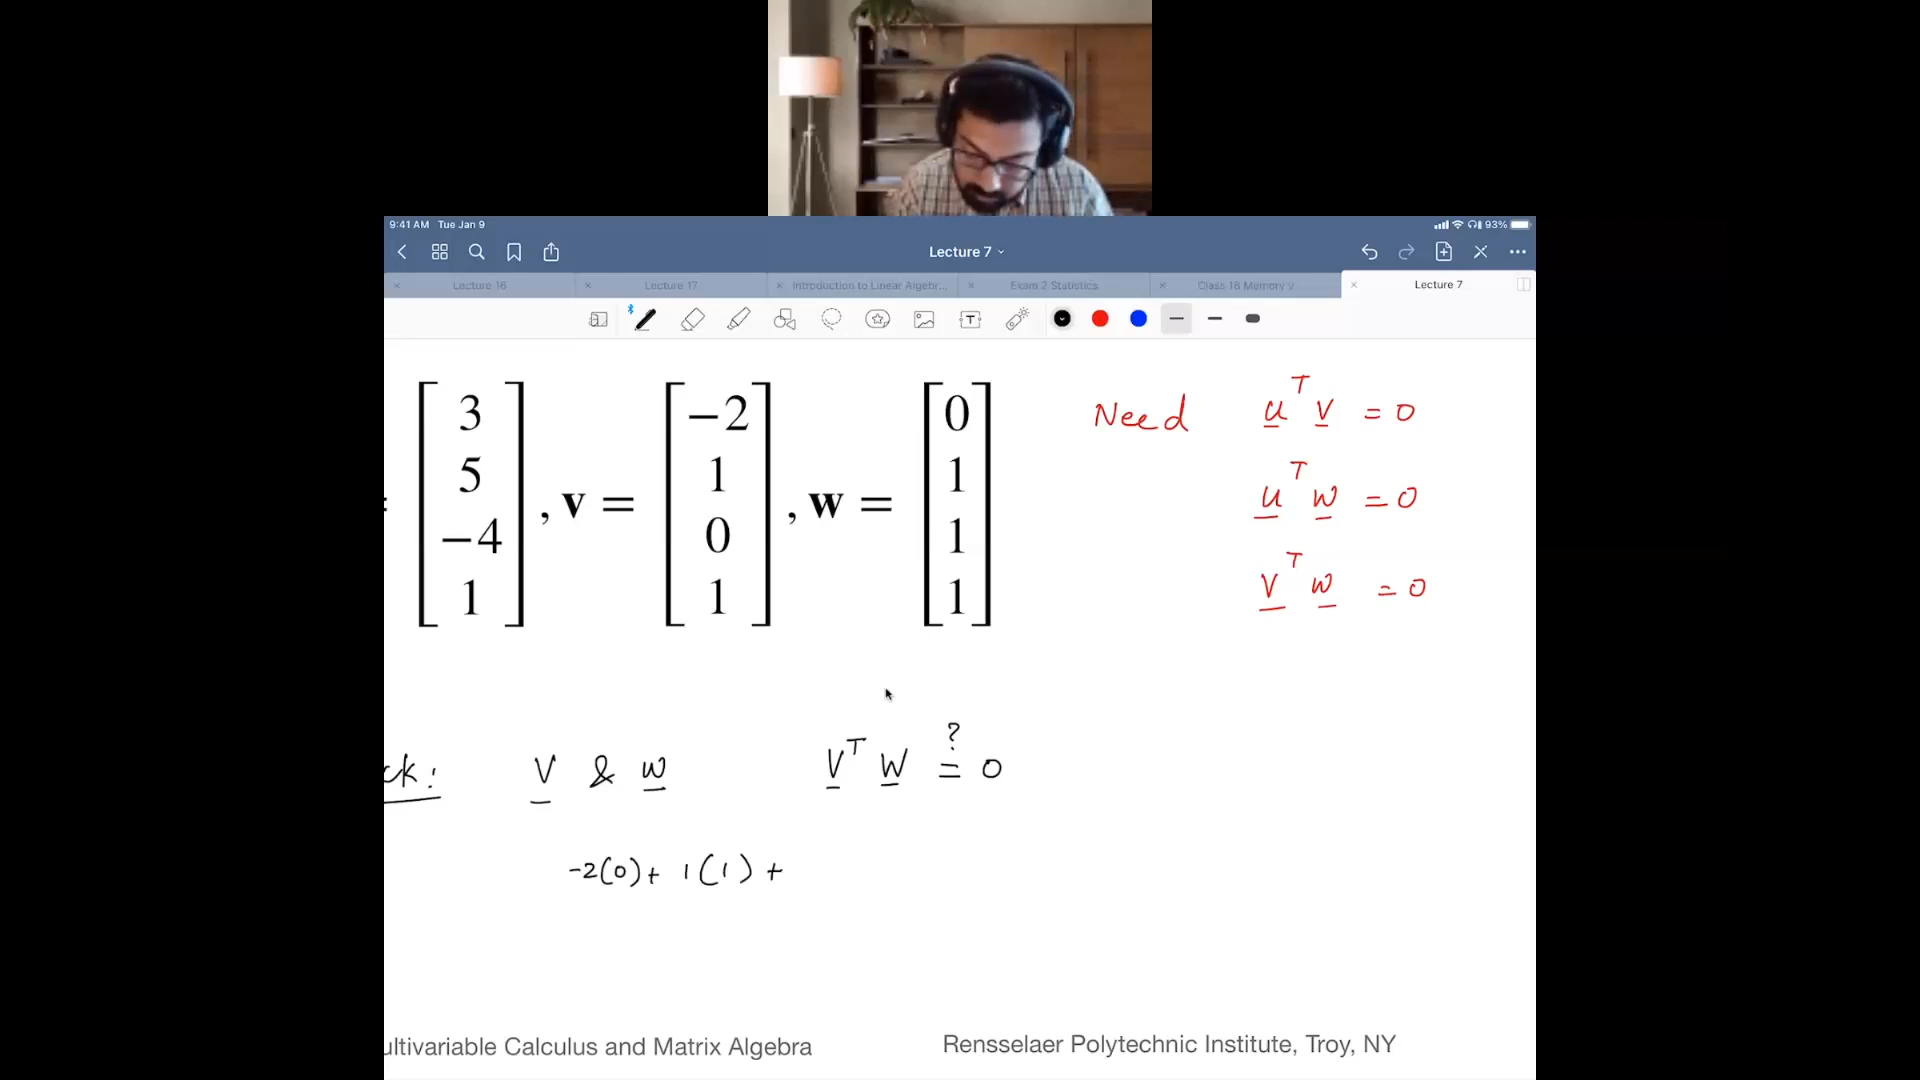 9:41 AM Tue Jan 9
93%
Lecture 7
Lecture 16
Lecture 17
Introduction to Linear Algebr...
Exam 2 Statistics
Class 18 Memory v
Lecture 7
= [3 5 -4 1], v = [-2 1 0 1], w = [0 1 1 1]
Need u^T v = 0
u^T w = 0
v^T w = 0
ck: v & w v^T w ?= 0
-2(0)+ 1(1) +
ultivariable Calculus and Matrix Algebra
Rensselaer Polytechnic Institute, Troy, NY